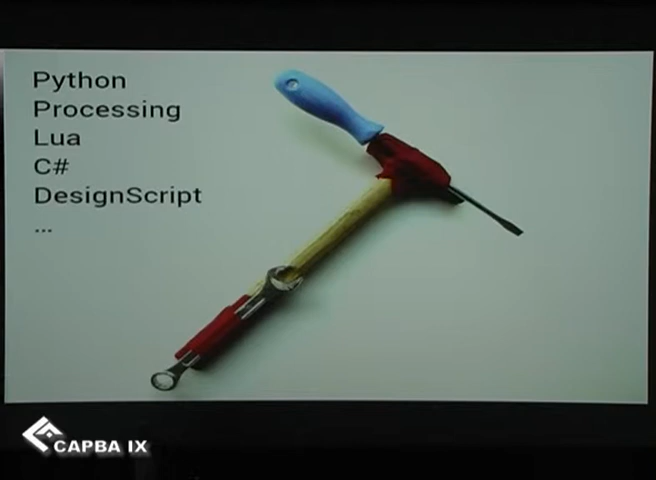 Python
Processing
Lua
C#
DesignScript
...
CAPBA IX